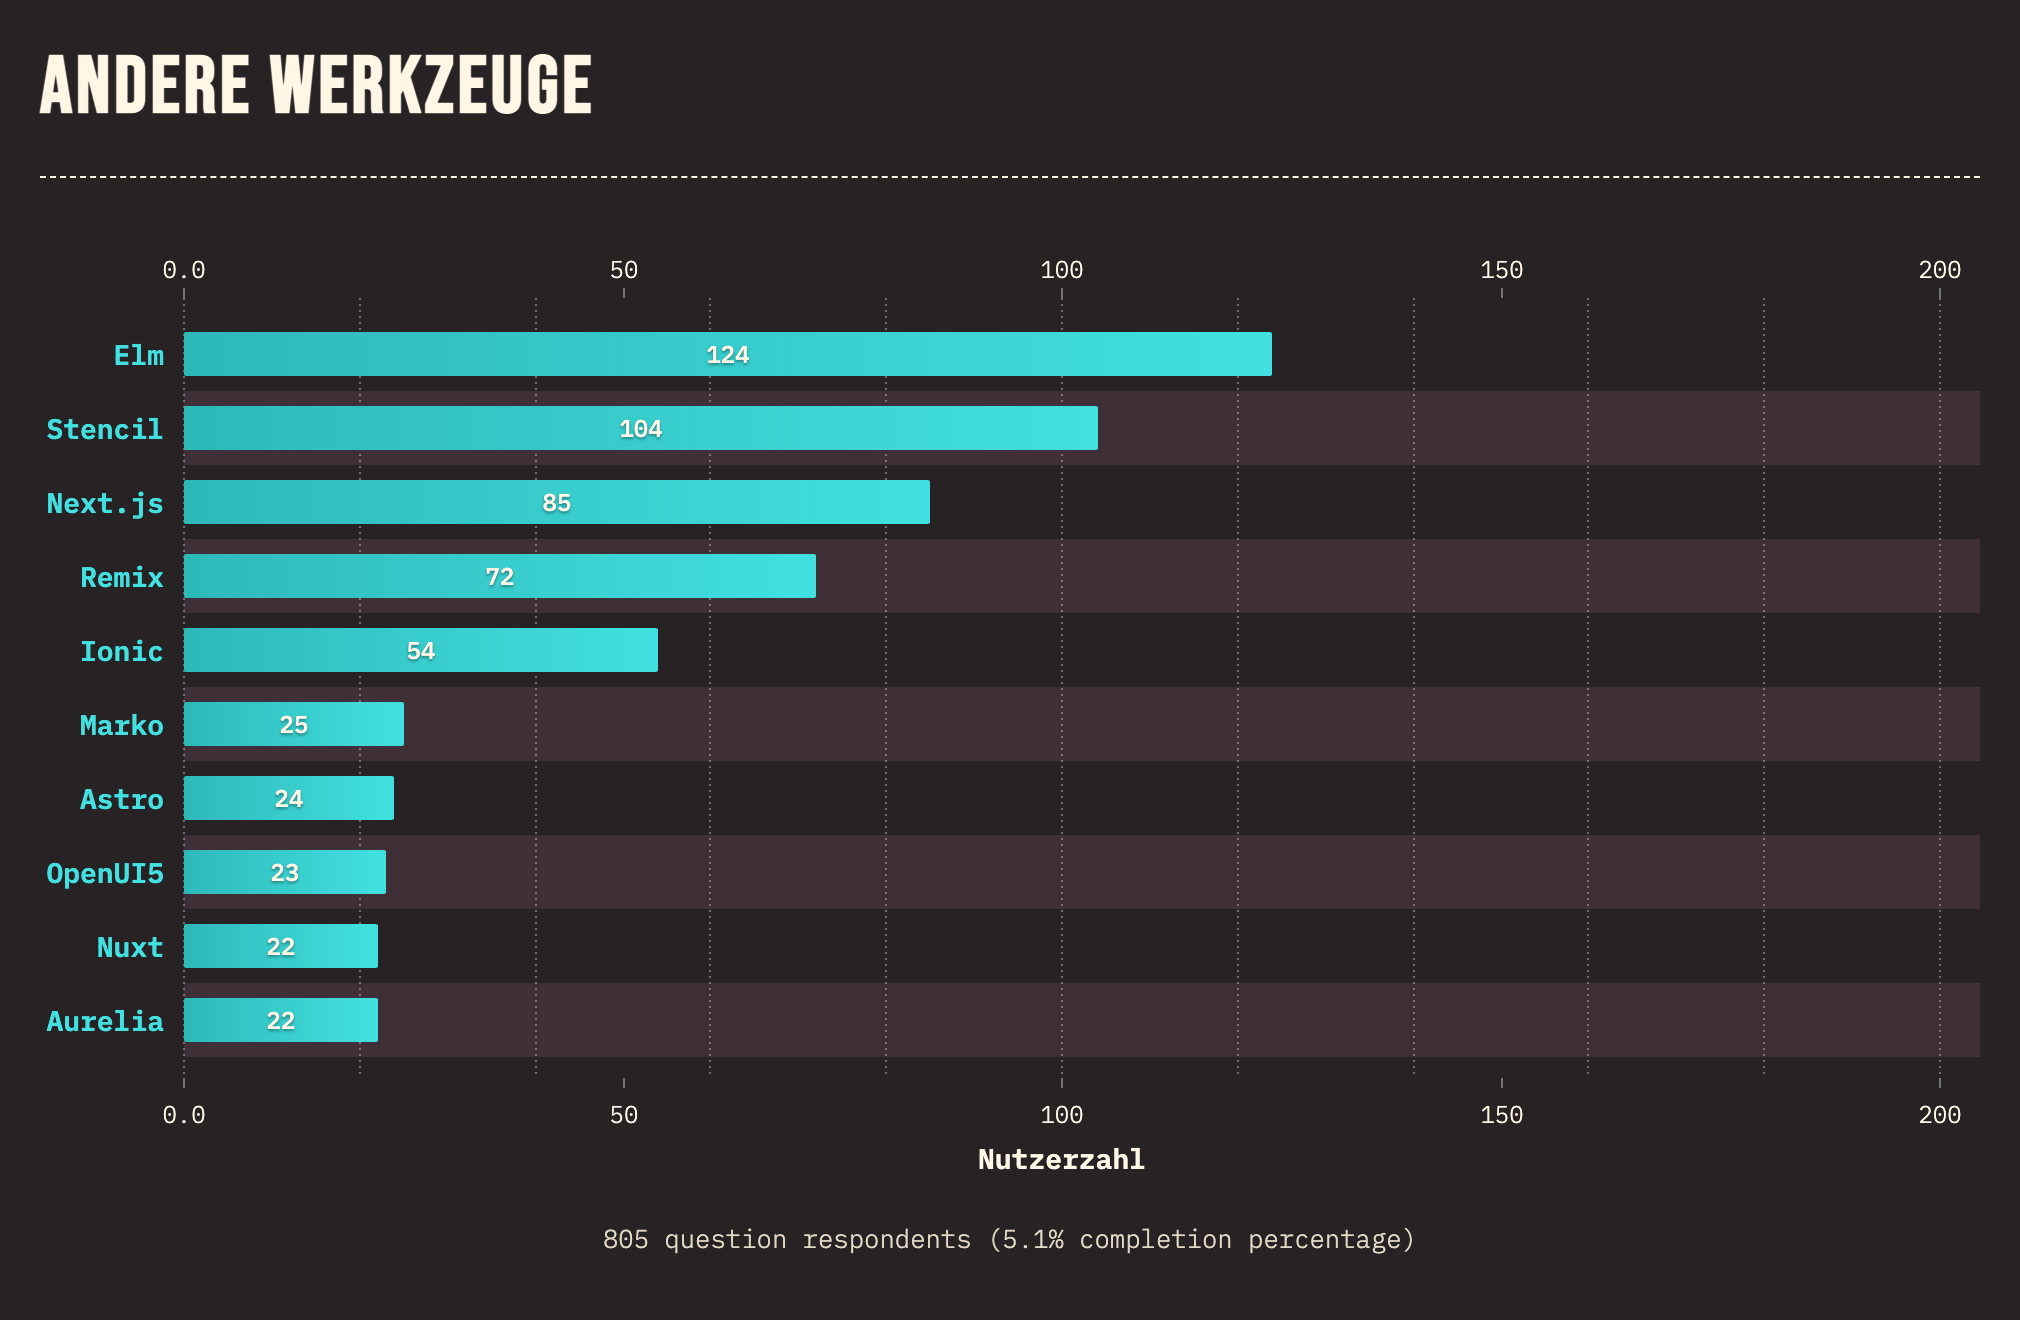 ANDERE WERKZEUGE
0.0 50 100 150 200
Elm 124
Stencil 104
Next.js 85
Remix 72
Ionic 54
Marko 25
Astro 24
OpenUI5 23
Nuxt 22
Aurelia 22
0.0 50 100 150 200
Nutzerzahl
805 question respondents (5.1% completion percentage)